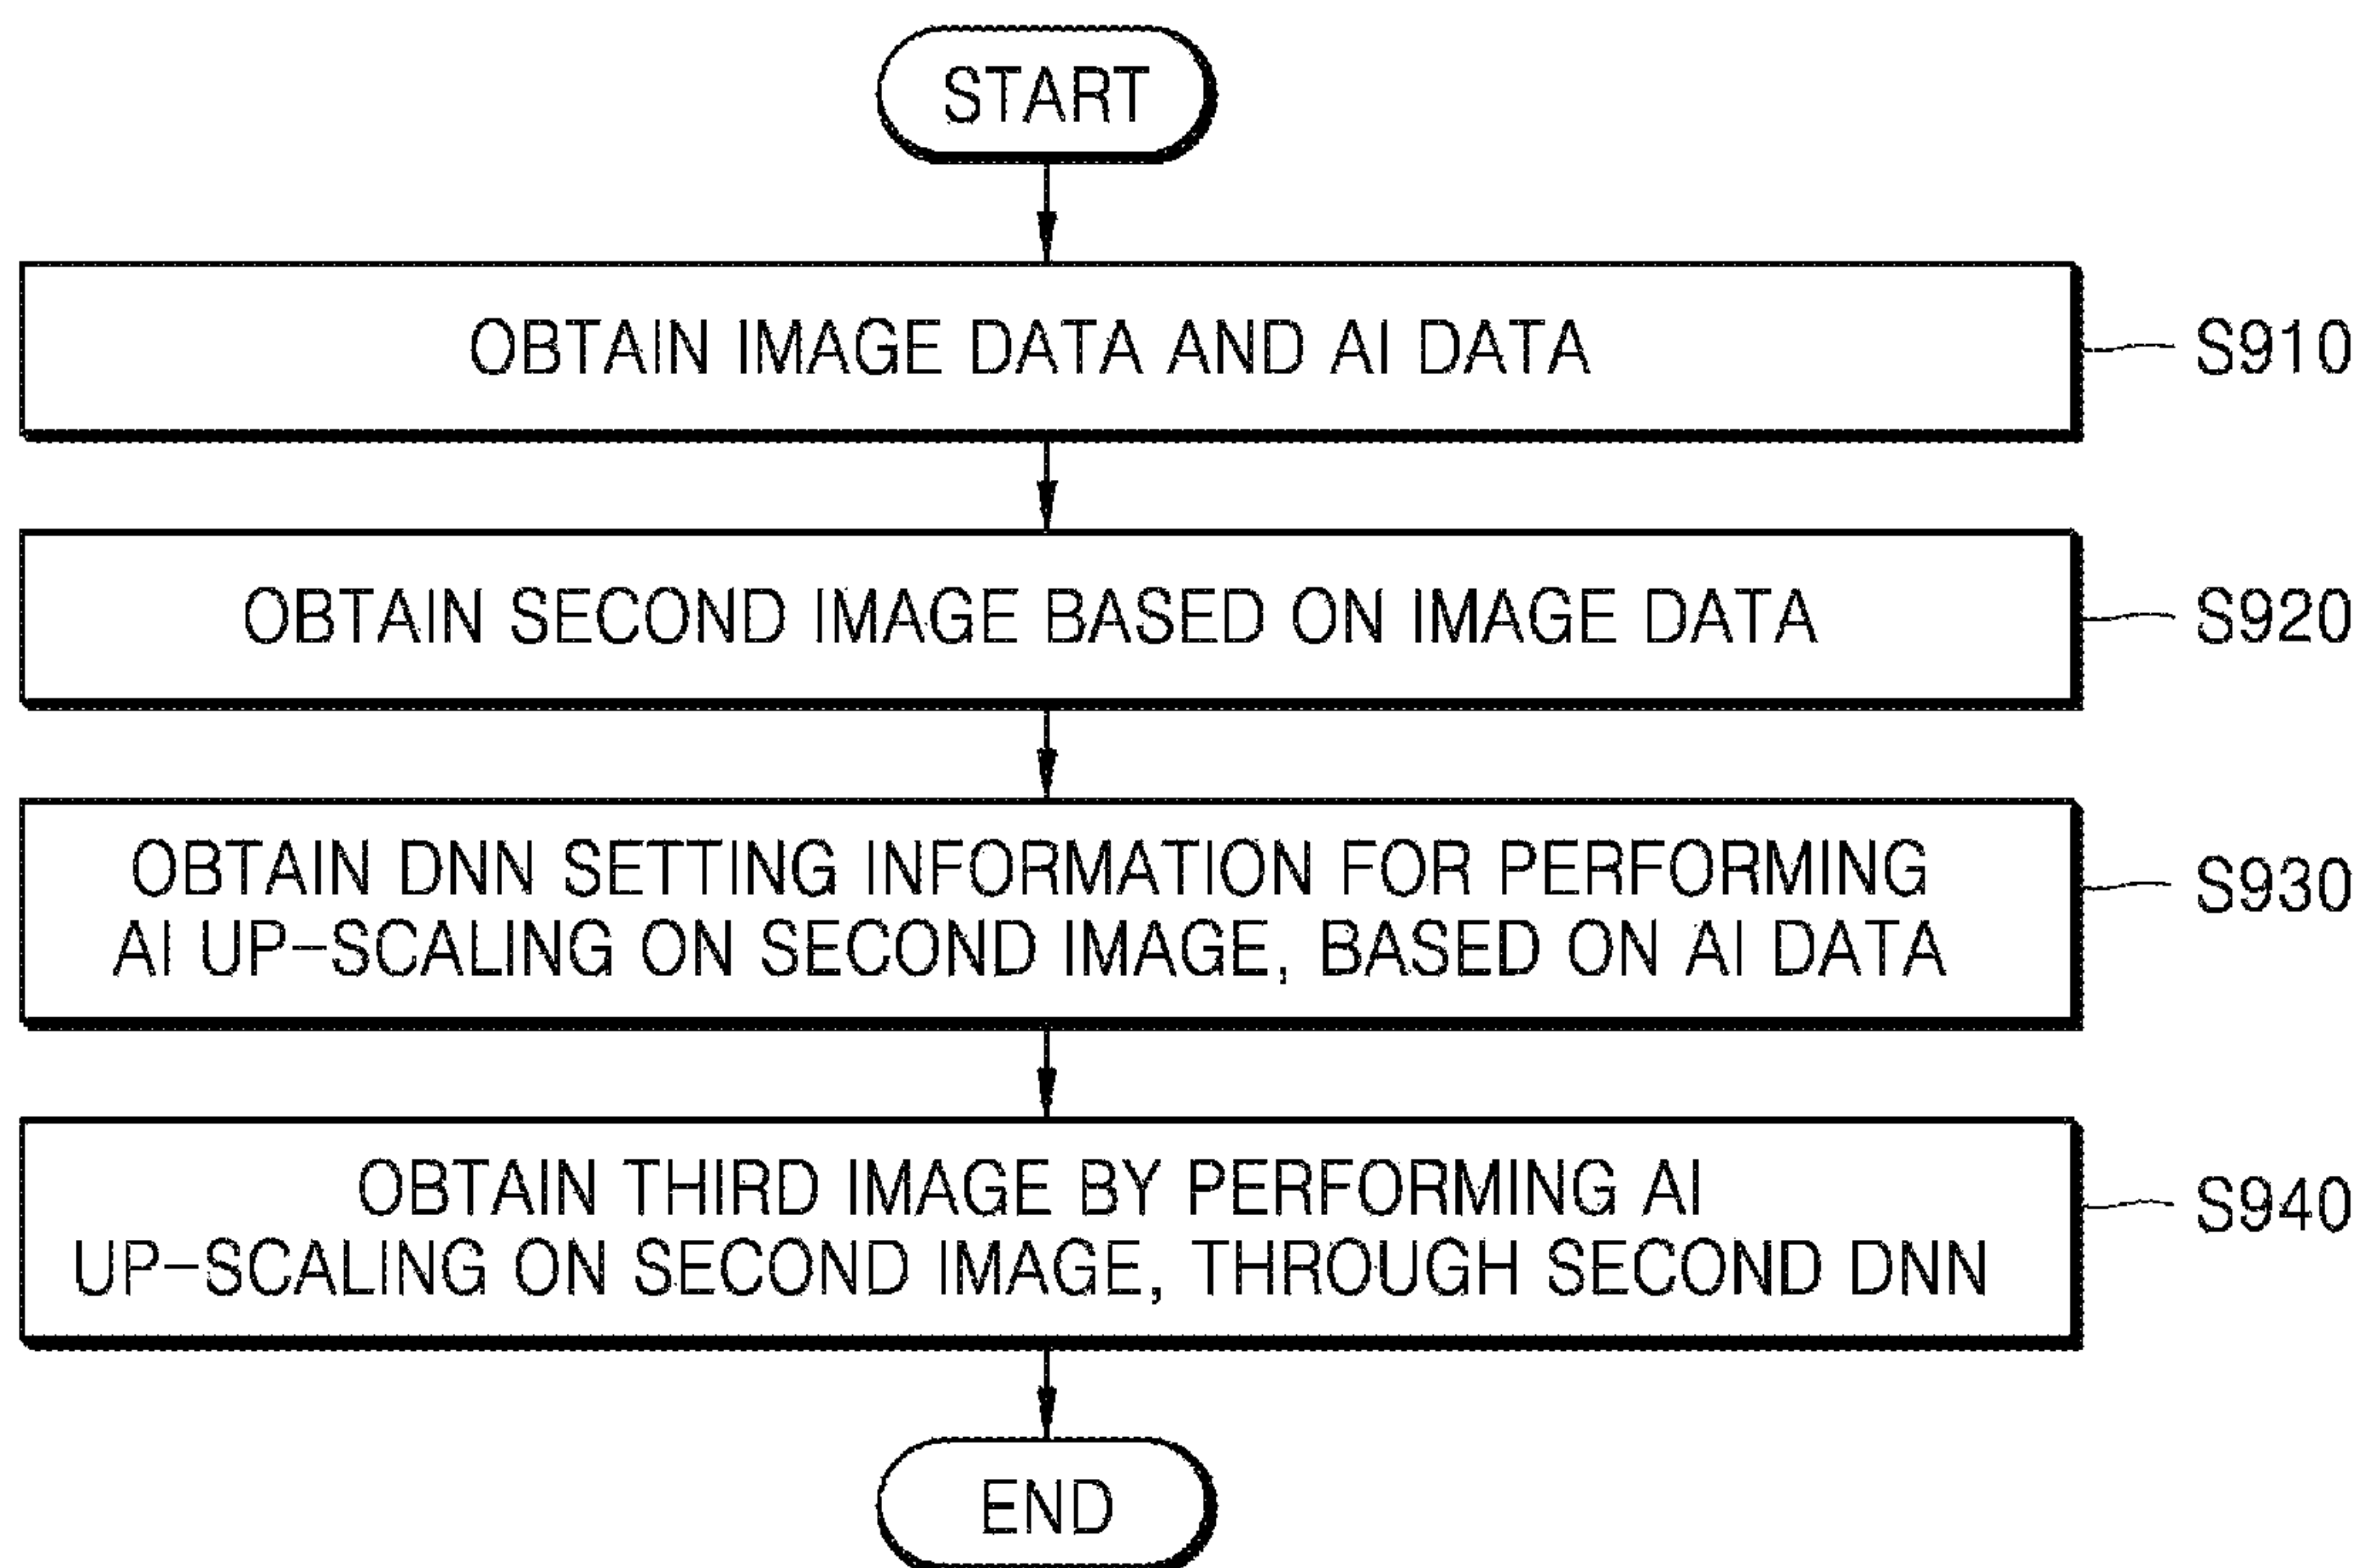 START
OBTAIN IMAGE DATA AND AI DATA
S910
OBTAIN SECOND IMAGE BASED ON IMAGE DATA
S920
OBTAIN DNN SETTING INFORMATION FOR PERFORMING
AI UP-SCALING ON SECOND IMAGE, BASED ON AI DATA
S930
OBTAIN THIRD IMAGE BY PERFORMING AI
UP-SCALING ON SECOND IMAGE, THROUGH SECOND DNN
S940
END